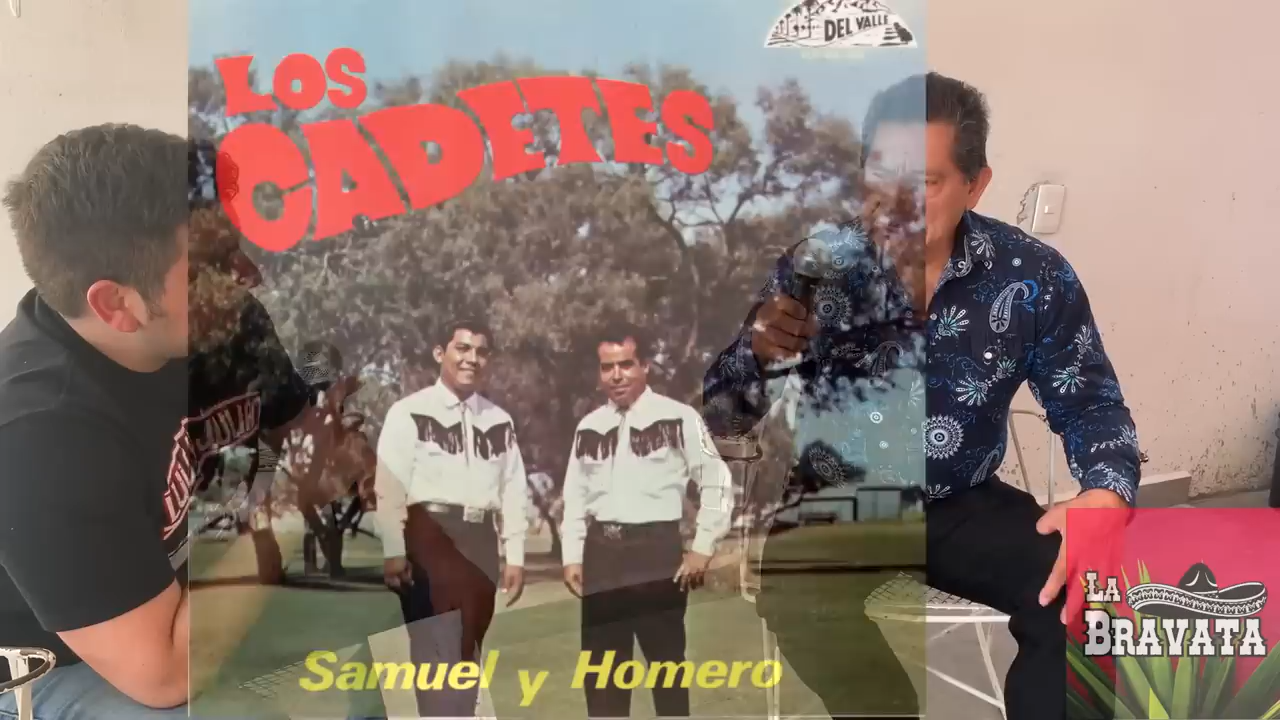 DEL VALLE
LOS
CADETES
Samuel y Homero
LA
BRAVATA